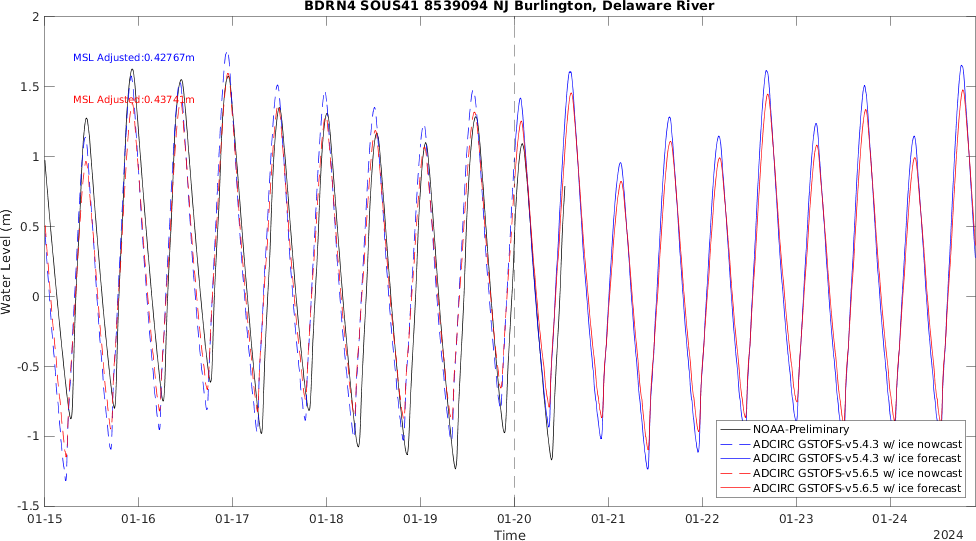 BDRN4 SOUS41 8539094 NJ Burlington, Delaware River
2
1.5
1
0.5
0
-0.5
-1
-1.5
Water Level (m)
MSL Adjusted:0.42767m
MSL Adjusted:0.43741m
NOAA-Preliminary
ADCIRC GSTOFS-v5.4.3 w/ ice nowcast
ADCIRC GSTOFS-v5.4.3 w/ ice forecast
ADCIRC GSTOFS-v5.6.5 w/ ice nowcast
ADCIRC GSTOFS-v5.6.5 w/ ice forecast
01-15 01-16 01-17 01-18 01-19 01-20 01-21 01-22 01-23 01-24
Time
2024